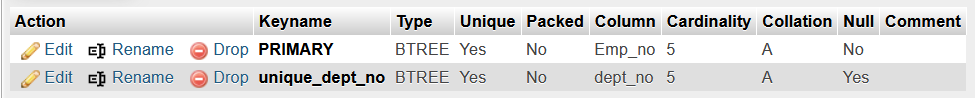 Action Keyname Type Unique Packed Column Cardinality Collation Null Comment
Edit Rename Drop PRIMARY BTREE Yes No Emp_no 5 A No
Edit Rename Drop unique_dept_no BTREE Yes No dept_no 5 A Yes